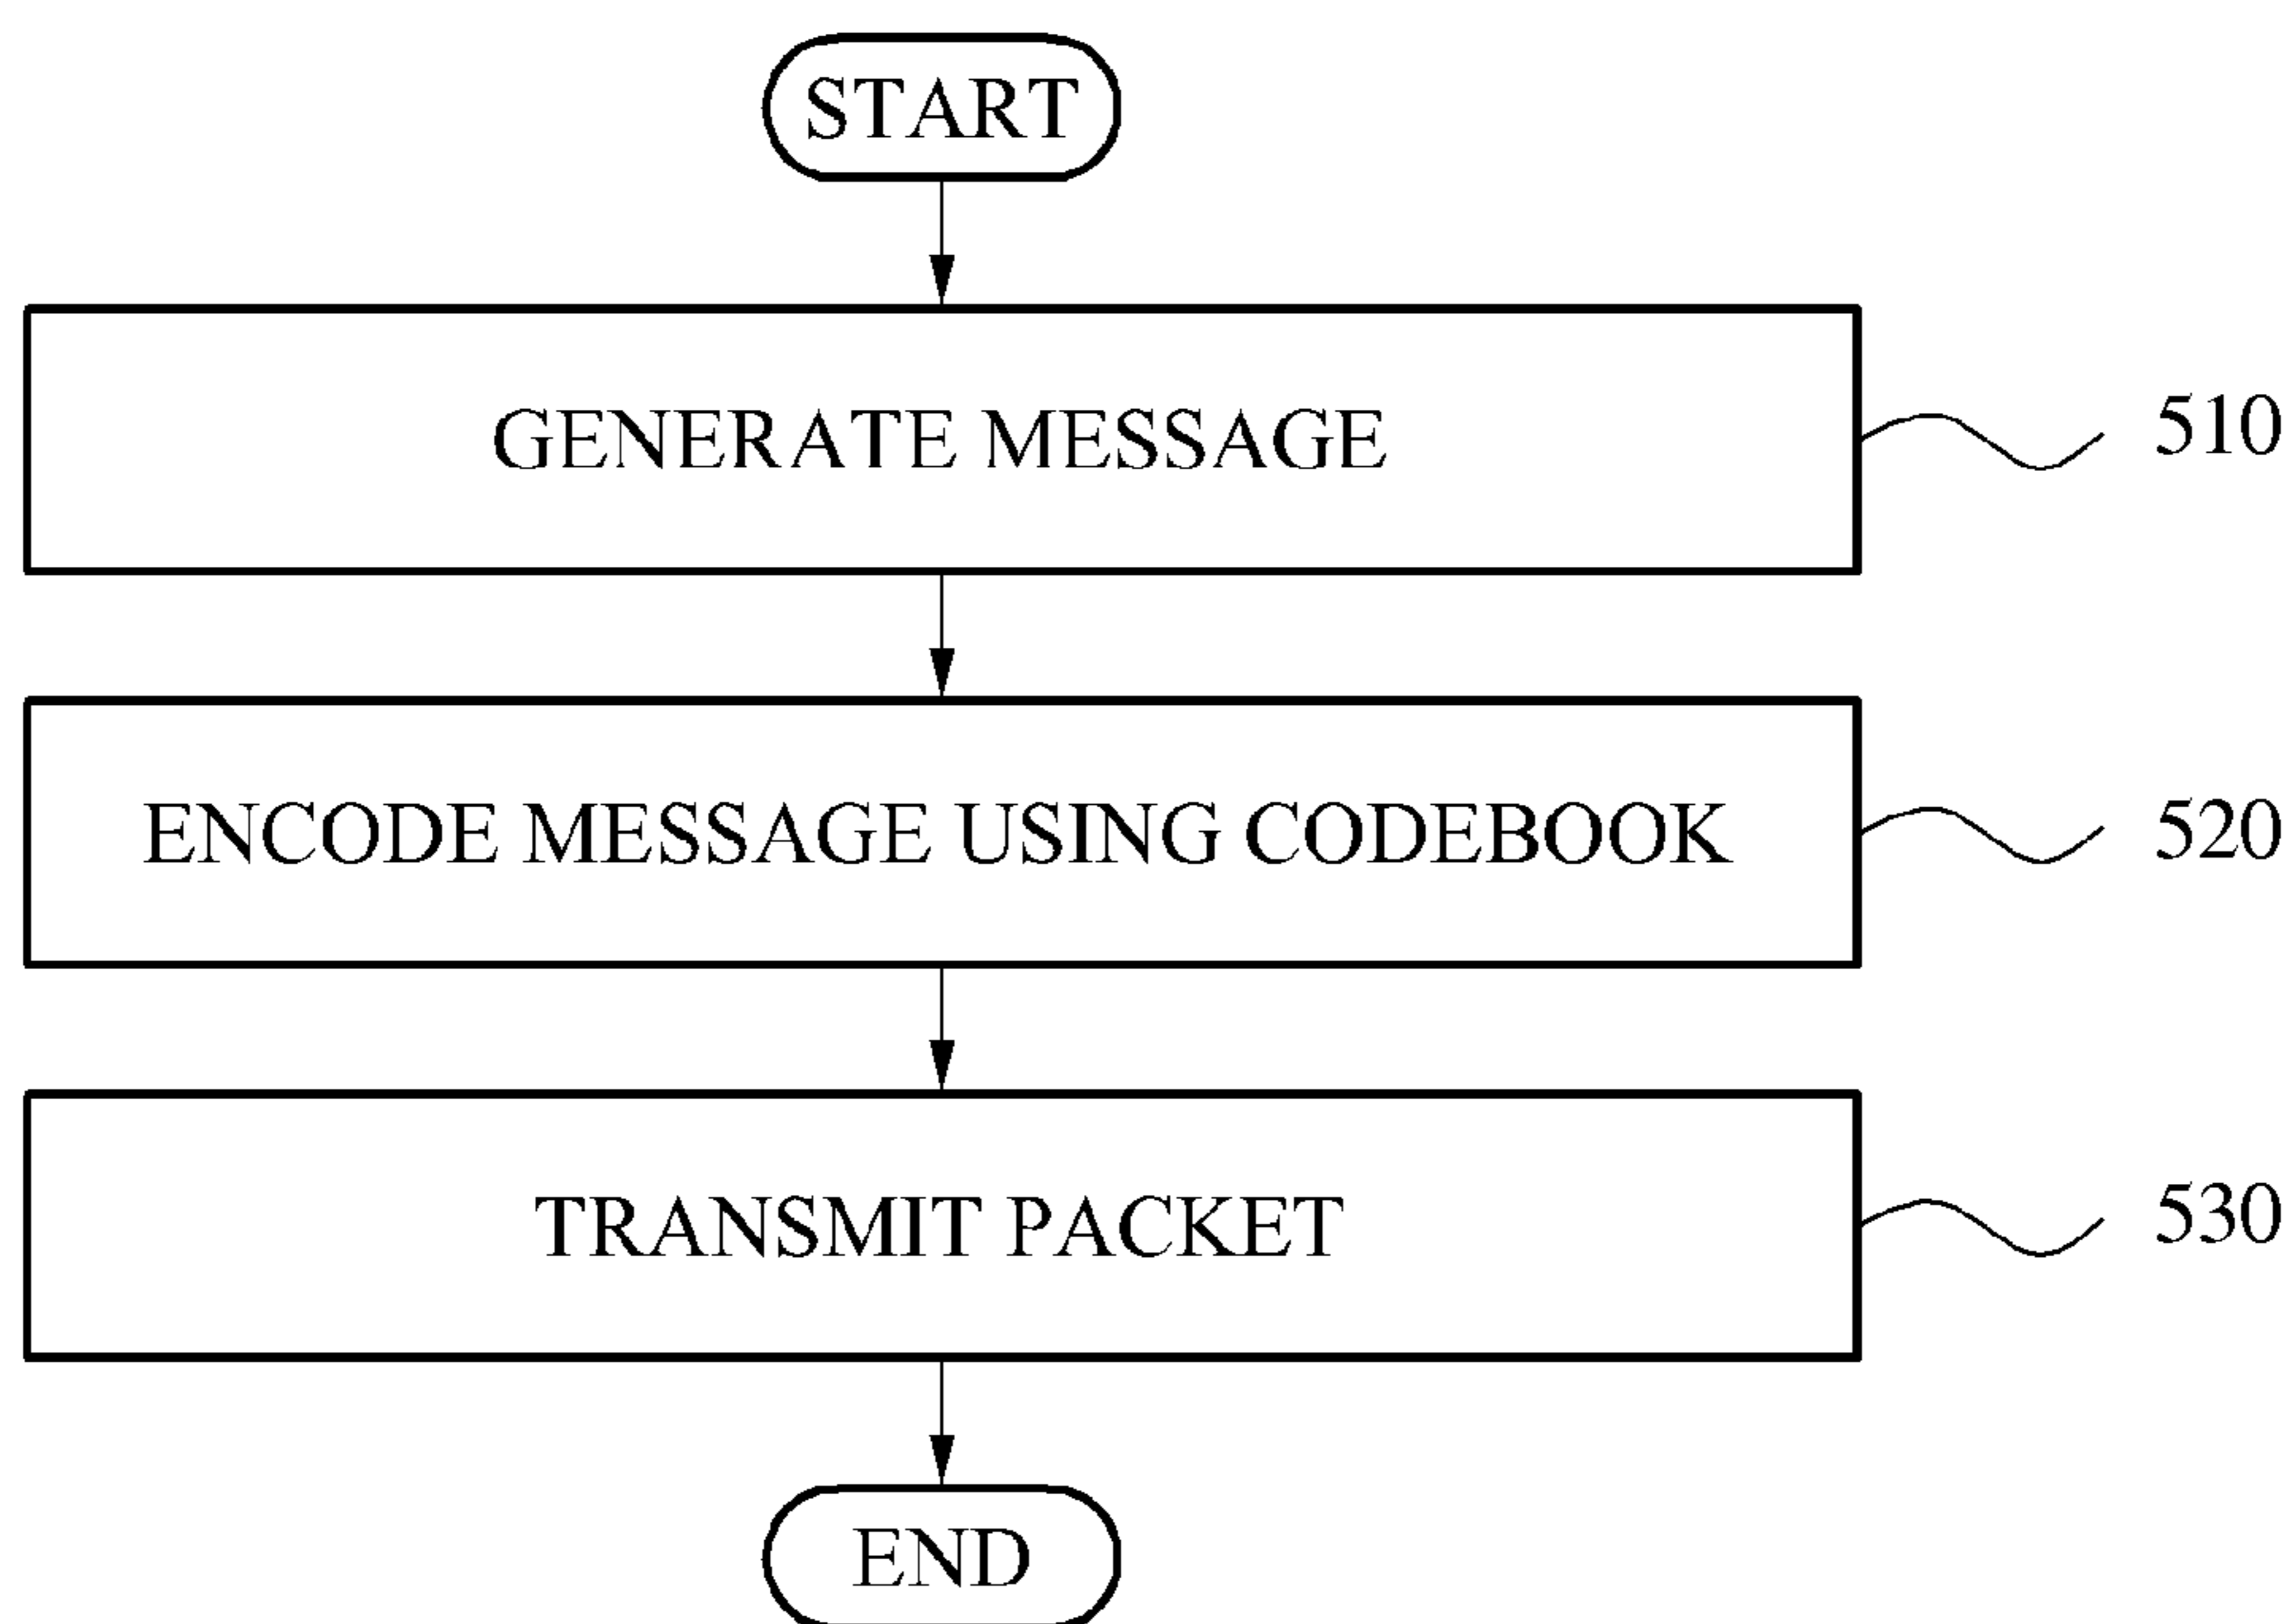 START
GENERATE MESSAGE
510
ENCODE MESSAGE USING CODEBOOK
520
TRANSMIT PACKET
530
END